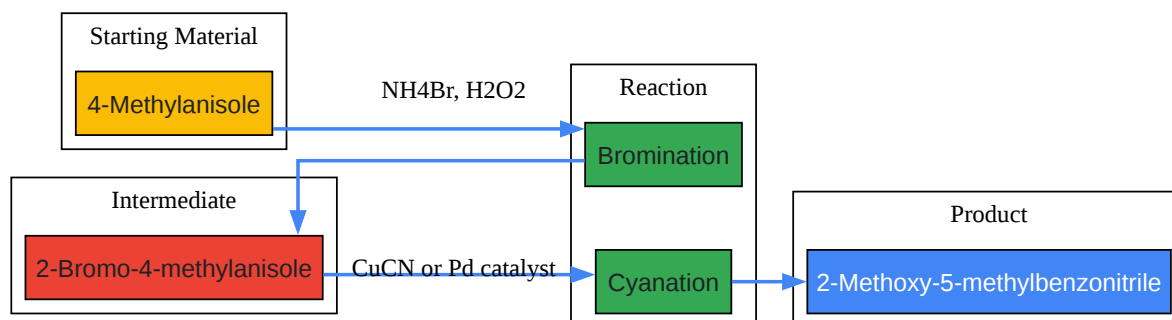 Starting Material
4-Methylanisole
NH4Br, H2O2
Reaction
Bromination
Intermediate
2-Bromo-4-methylanisole
CuCN or Pd catalyst
Cyanation
Product
2-Methoxy-5-methylbenzonitrile